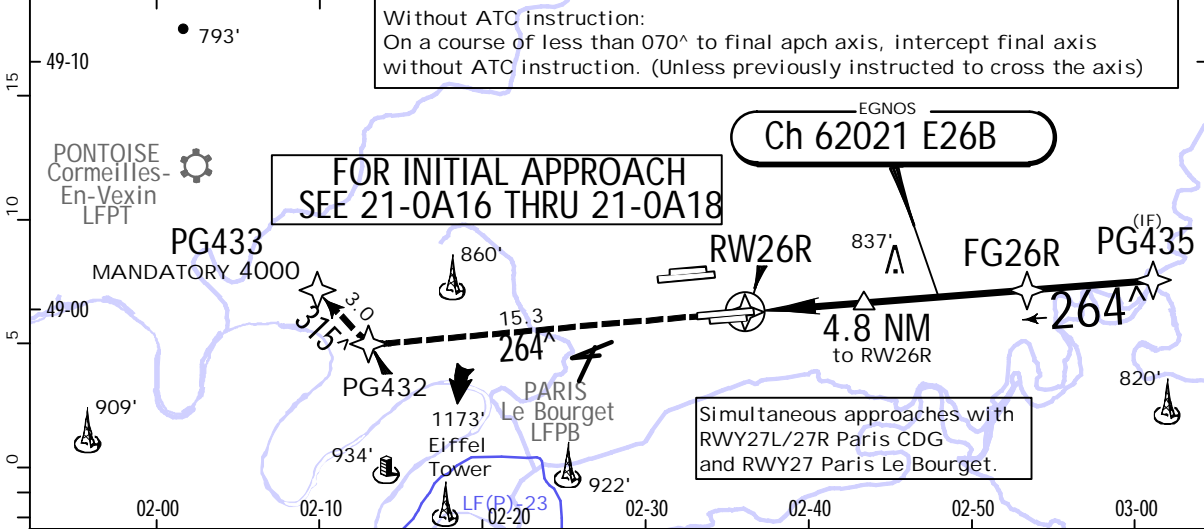 Without ATC instruction:
On a course of less than 070^ to final apch axis, intercept final axis
without ATC instruction. (Unless previously instructed to cross the axis)
793'
49-10
15
EGNOS
Ch 62021 E26B
PONTOISE
Cormeilles-
En-Vexin
LFPT
FOR INITIAL APPROACH
SEE 21-0A16 THRU 21-0A18
10
PG433
MANDATORY 4000
860'
RW26R
837'
FG26R
(IF)
PG435
49-00
3.0
315^
15.3
264^
4.8 NM
to RW26R
264^
5
PG432
PARIS
Le Bourget
LFPB
820'
909'
1173'
Eiffel
Tower
934'
922'
Simultaneous approaches with
RWY27L/27R Paris CDG
and RWY27 Paris Le Bourget.
0
LF(P)-23
02-00
02-10
02-20
02-30
02-40
02-50
03-00